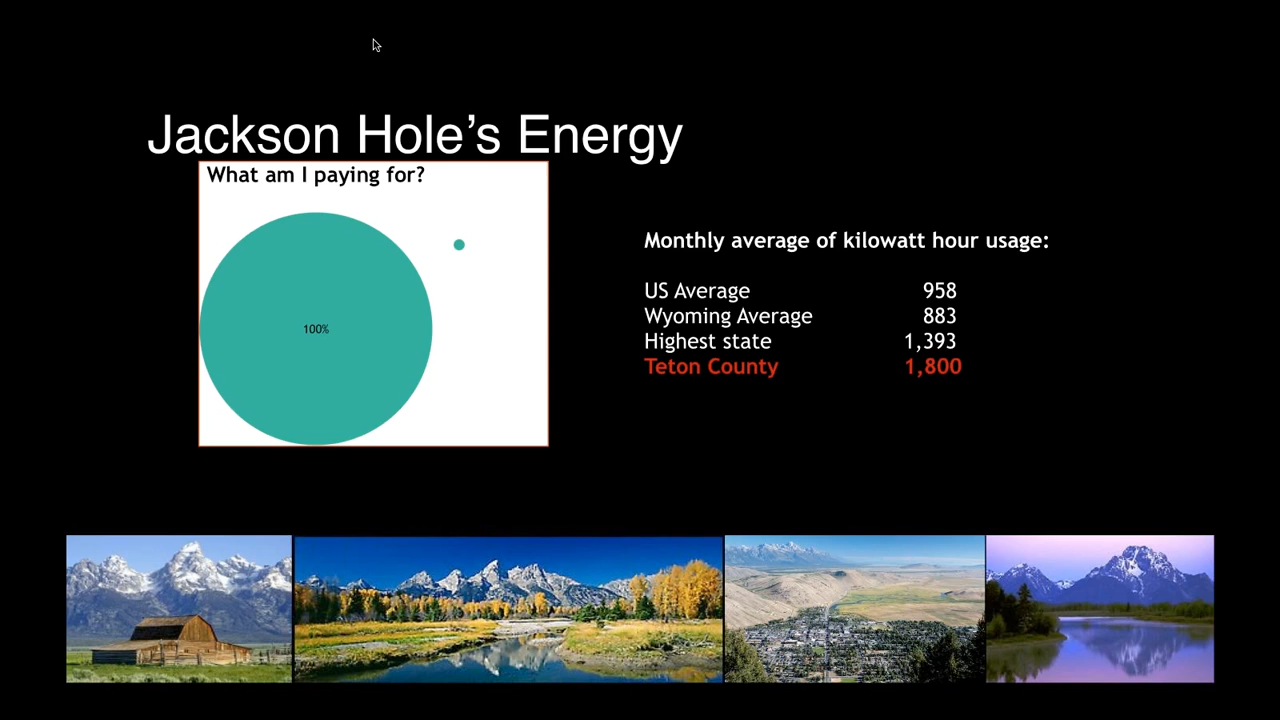 Jackson Hole’s Energy
What am I paying for?
100%
Monthly average of kilowatt hour usage:
US Average 958
Wyoming Average 883
Highest state 1,393
Teton County 1,800